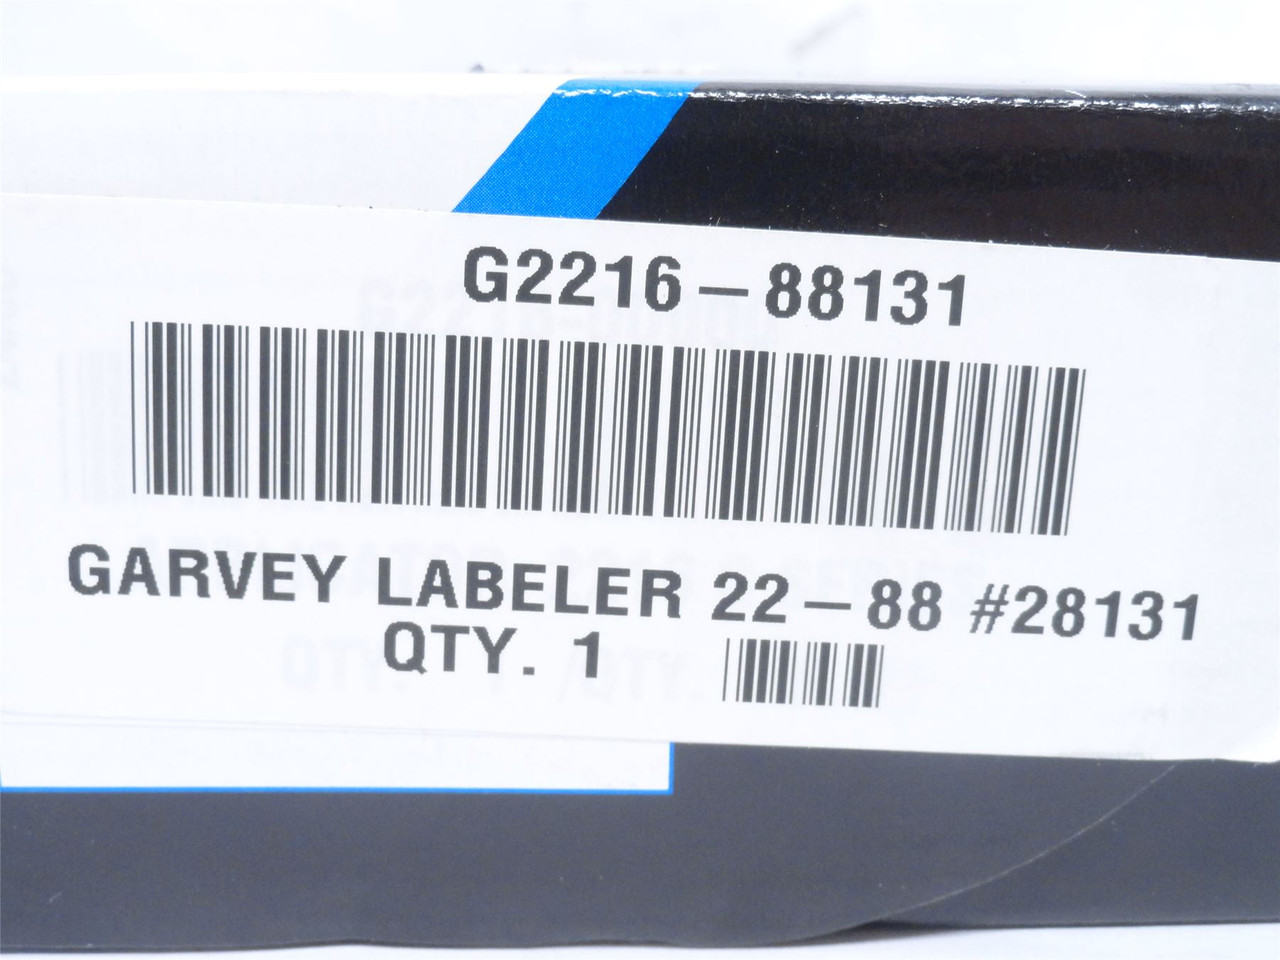 G2216-88131
GARVEY LABELER 22-88 #28131
QTY. 1